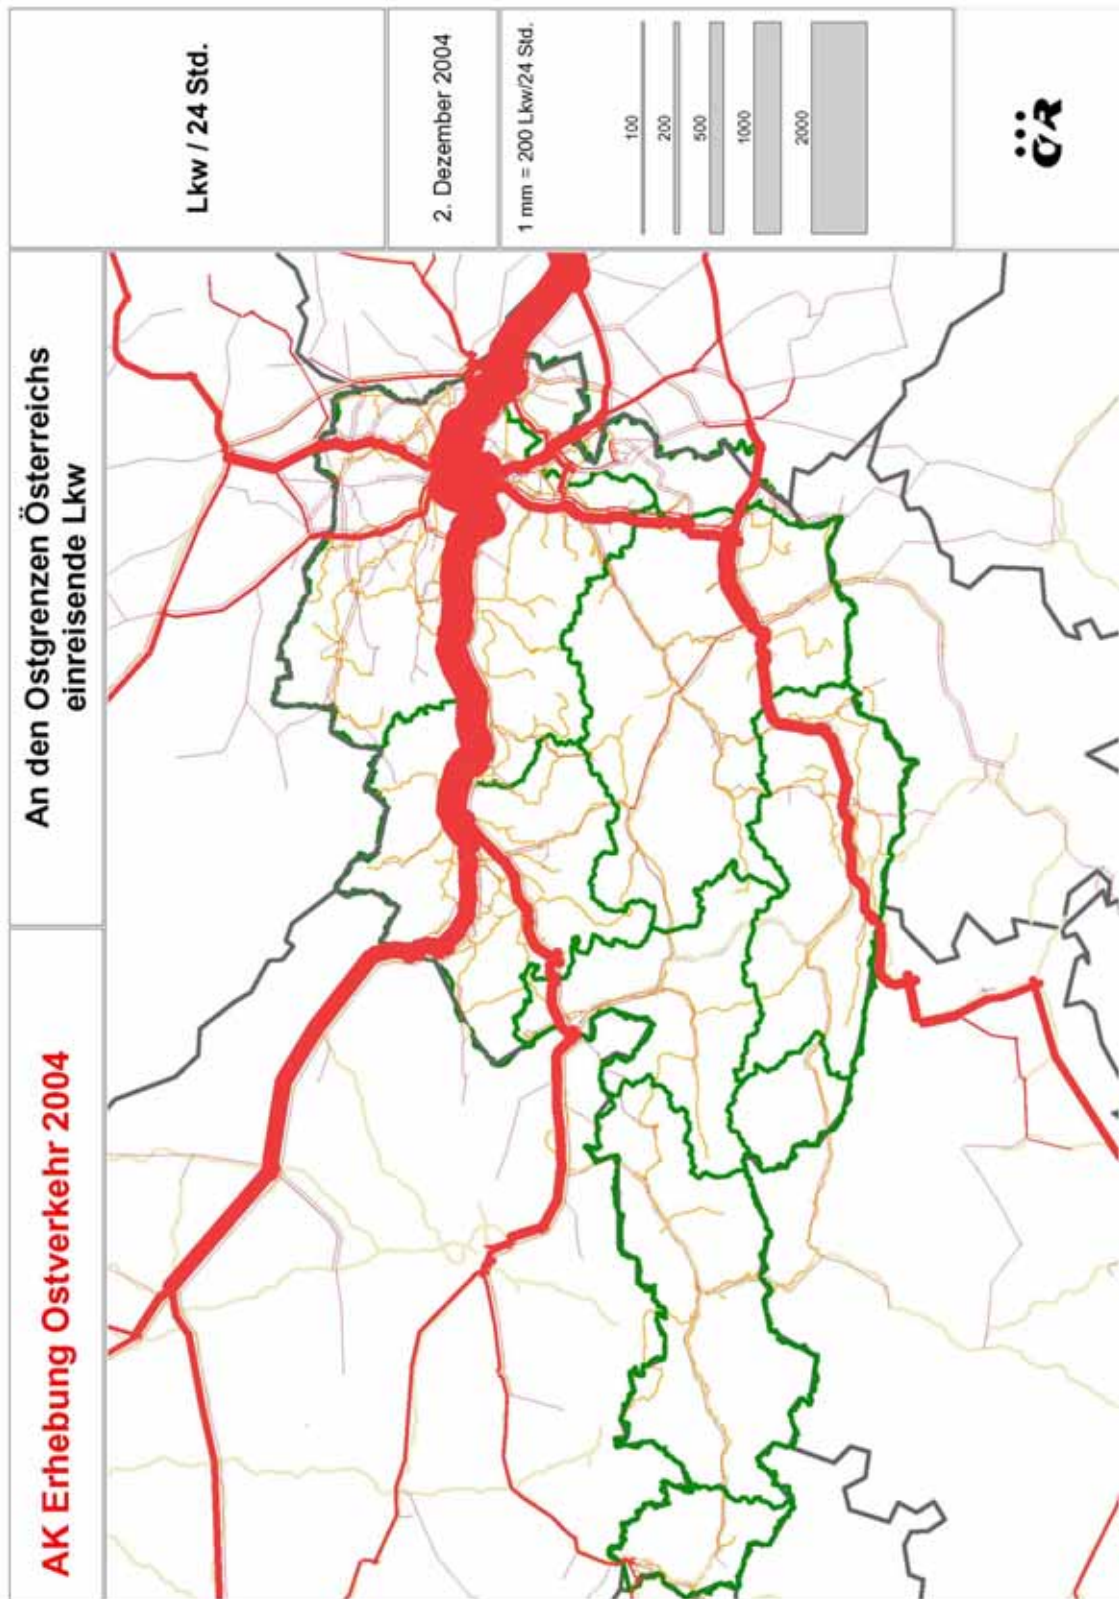 AK Erhebung Ostverkehr 2004
An den Ostgrenzen Österreichs
einreisende Lkw
Lkw / 24 Std.
2. Dezember 2004
1 mm = 200 Lkw/24 Std.
100
200
500
1000
2000